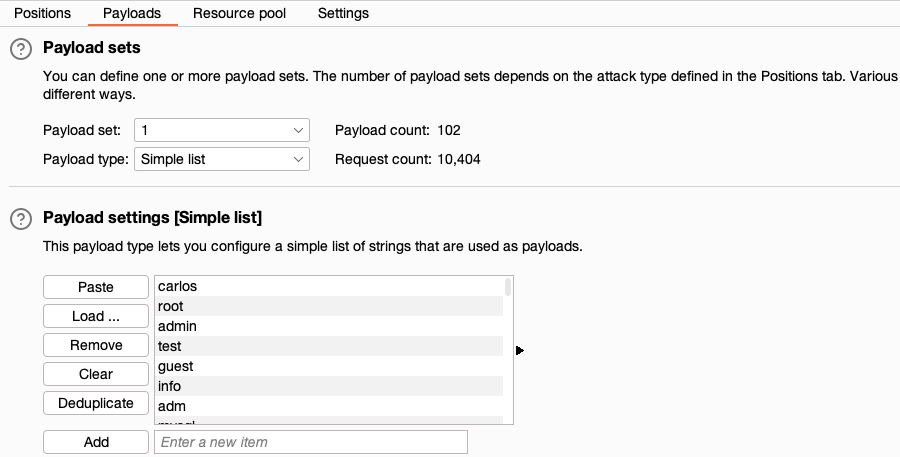 Positions Payloads Resource pool Settings
? Payload sets
You can define one or more payload sets. The number of payload sets depends on the attack type defined in the Positions tab. Various
different ways.
Payload set: 1 Payload count: 102
Payload type: Simple list Request count: 10,404
? Payload settings [Simple list]
This payload type lets you configure a simple list of strings that are used as payloads.
Paste
Load ...
Remove
Clear
Deduplicate
carlos
root
admin
test
guest
info
adm
Add Enter a new item